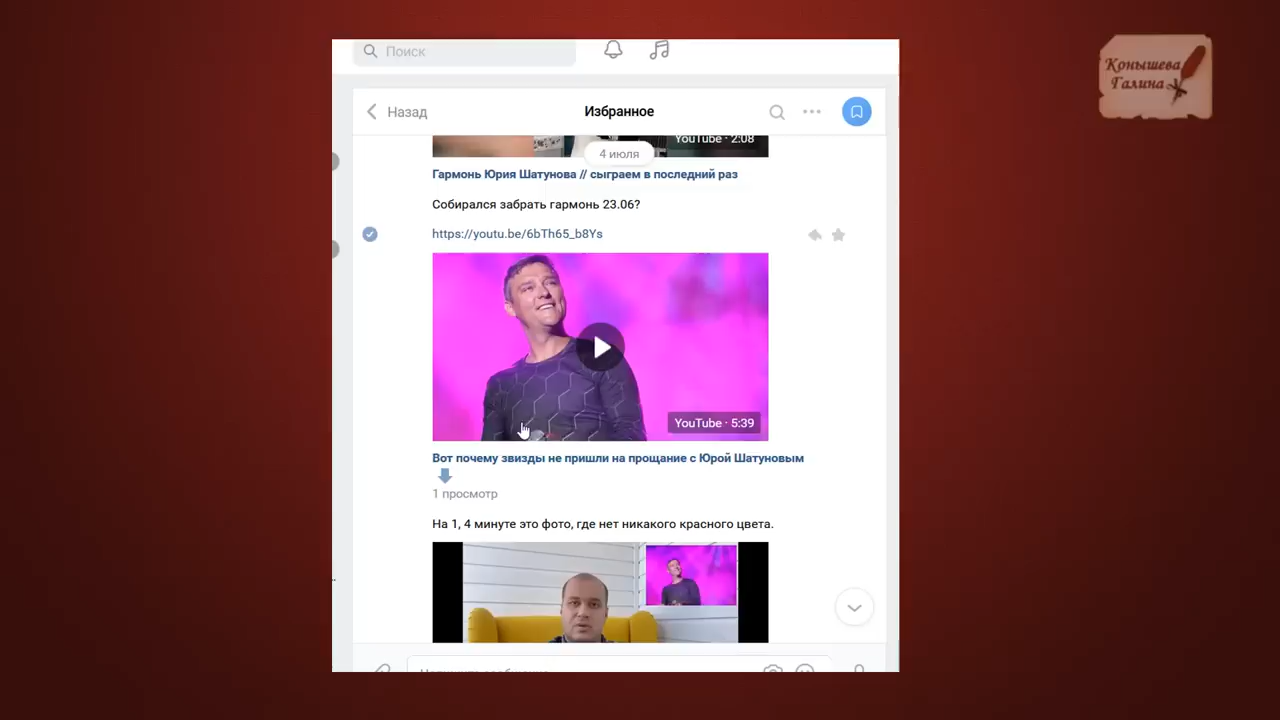 Поиск
Конышева
Галина
Назад
Избранное
YouTube · 2:08
4 июля
Гармонь Юрия Шатунова // сыграем в последний раз
Собирался забрать гармонь 23.06?
https://youtu.be/6bTh65_b8Ys
YouTube · 5:39
Вот почему звизды не пришли на прощание с Юрой Шатуновым
1 просмотр
На 1, 4 минуте это фото, где нет никакого красного цвета.